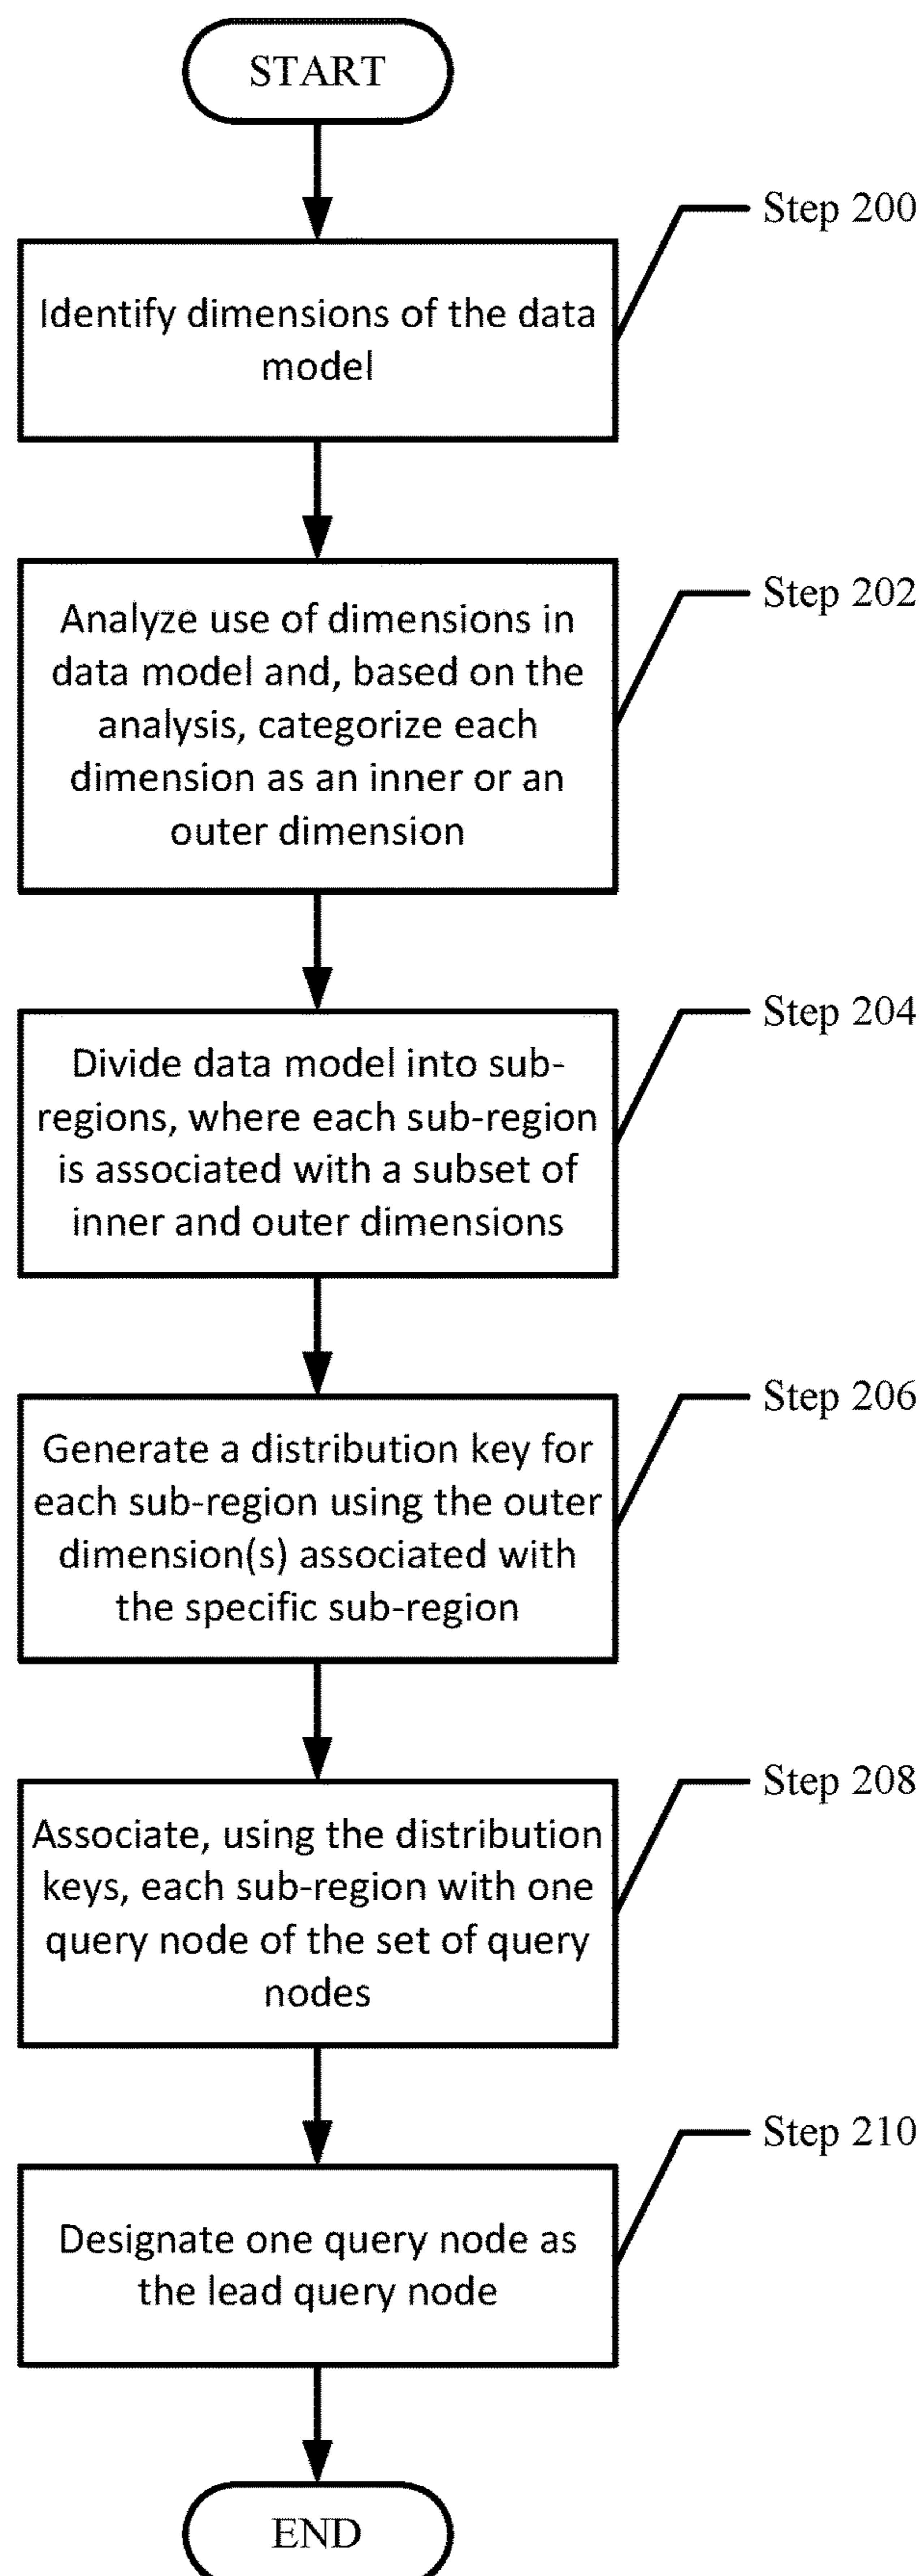 START
Step 200
Identify dimensions of the data
model
Step 202
Analyze use of dimensions in
data model and, based on the
analysis, categorize each
dimension as an inner or an
outer dimension
Step 204
Divide data model into sub-
regions, where each sub-region
is associated with a subset of
inner and outer dimensions
Step 206
Generate a distribution key for
each sub-region using the outer
dimension(s) associated with
the specific sub-region
Step 208
Associate, using the distribution
keys, each sub-region with one
query node of the set of query
nodes
Step 210
Designate one query node as
the lead query node
END